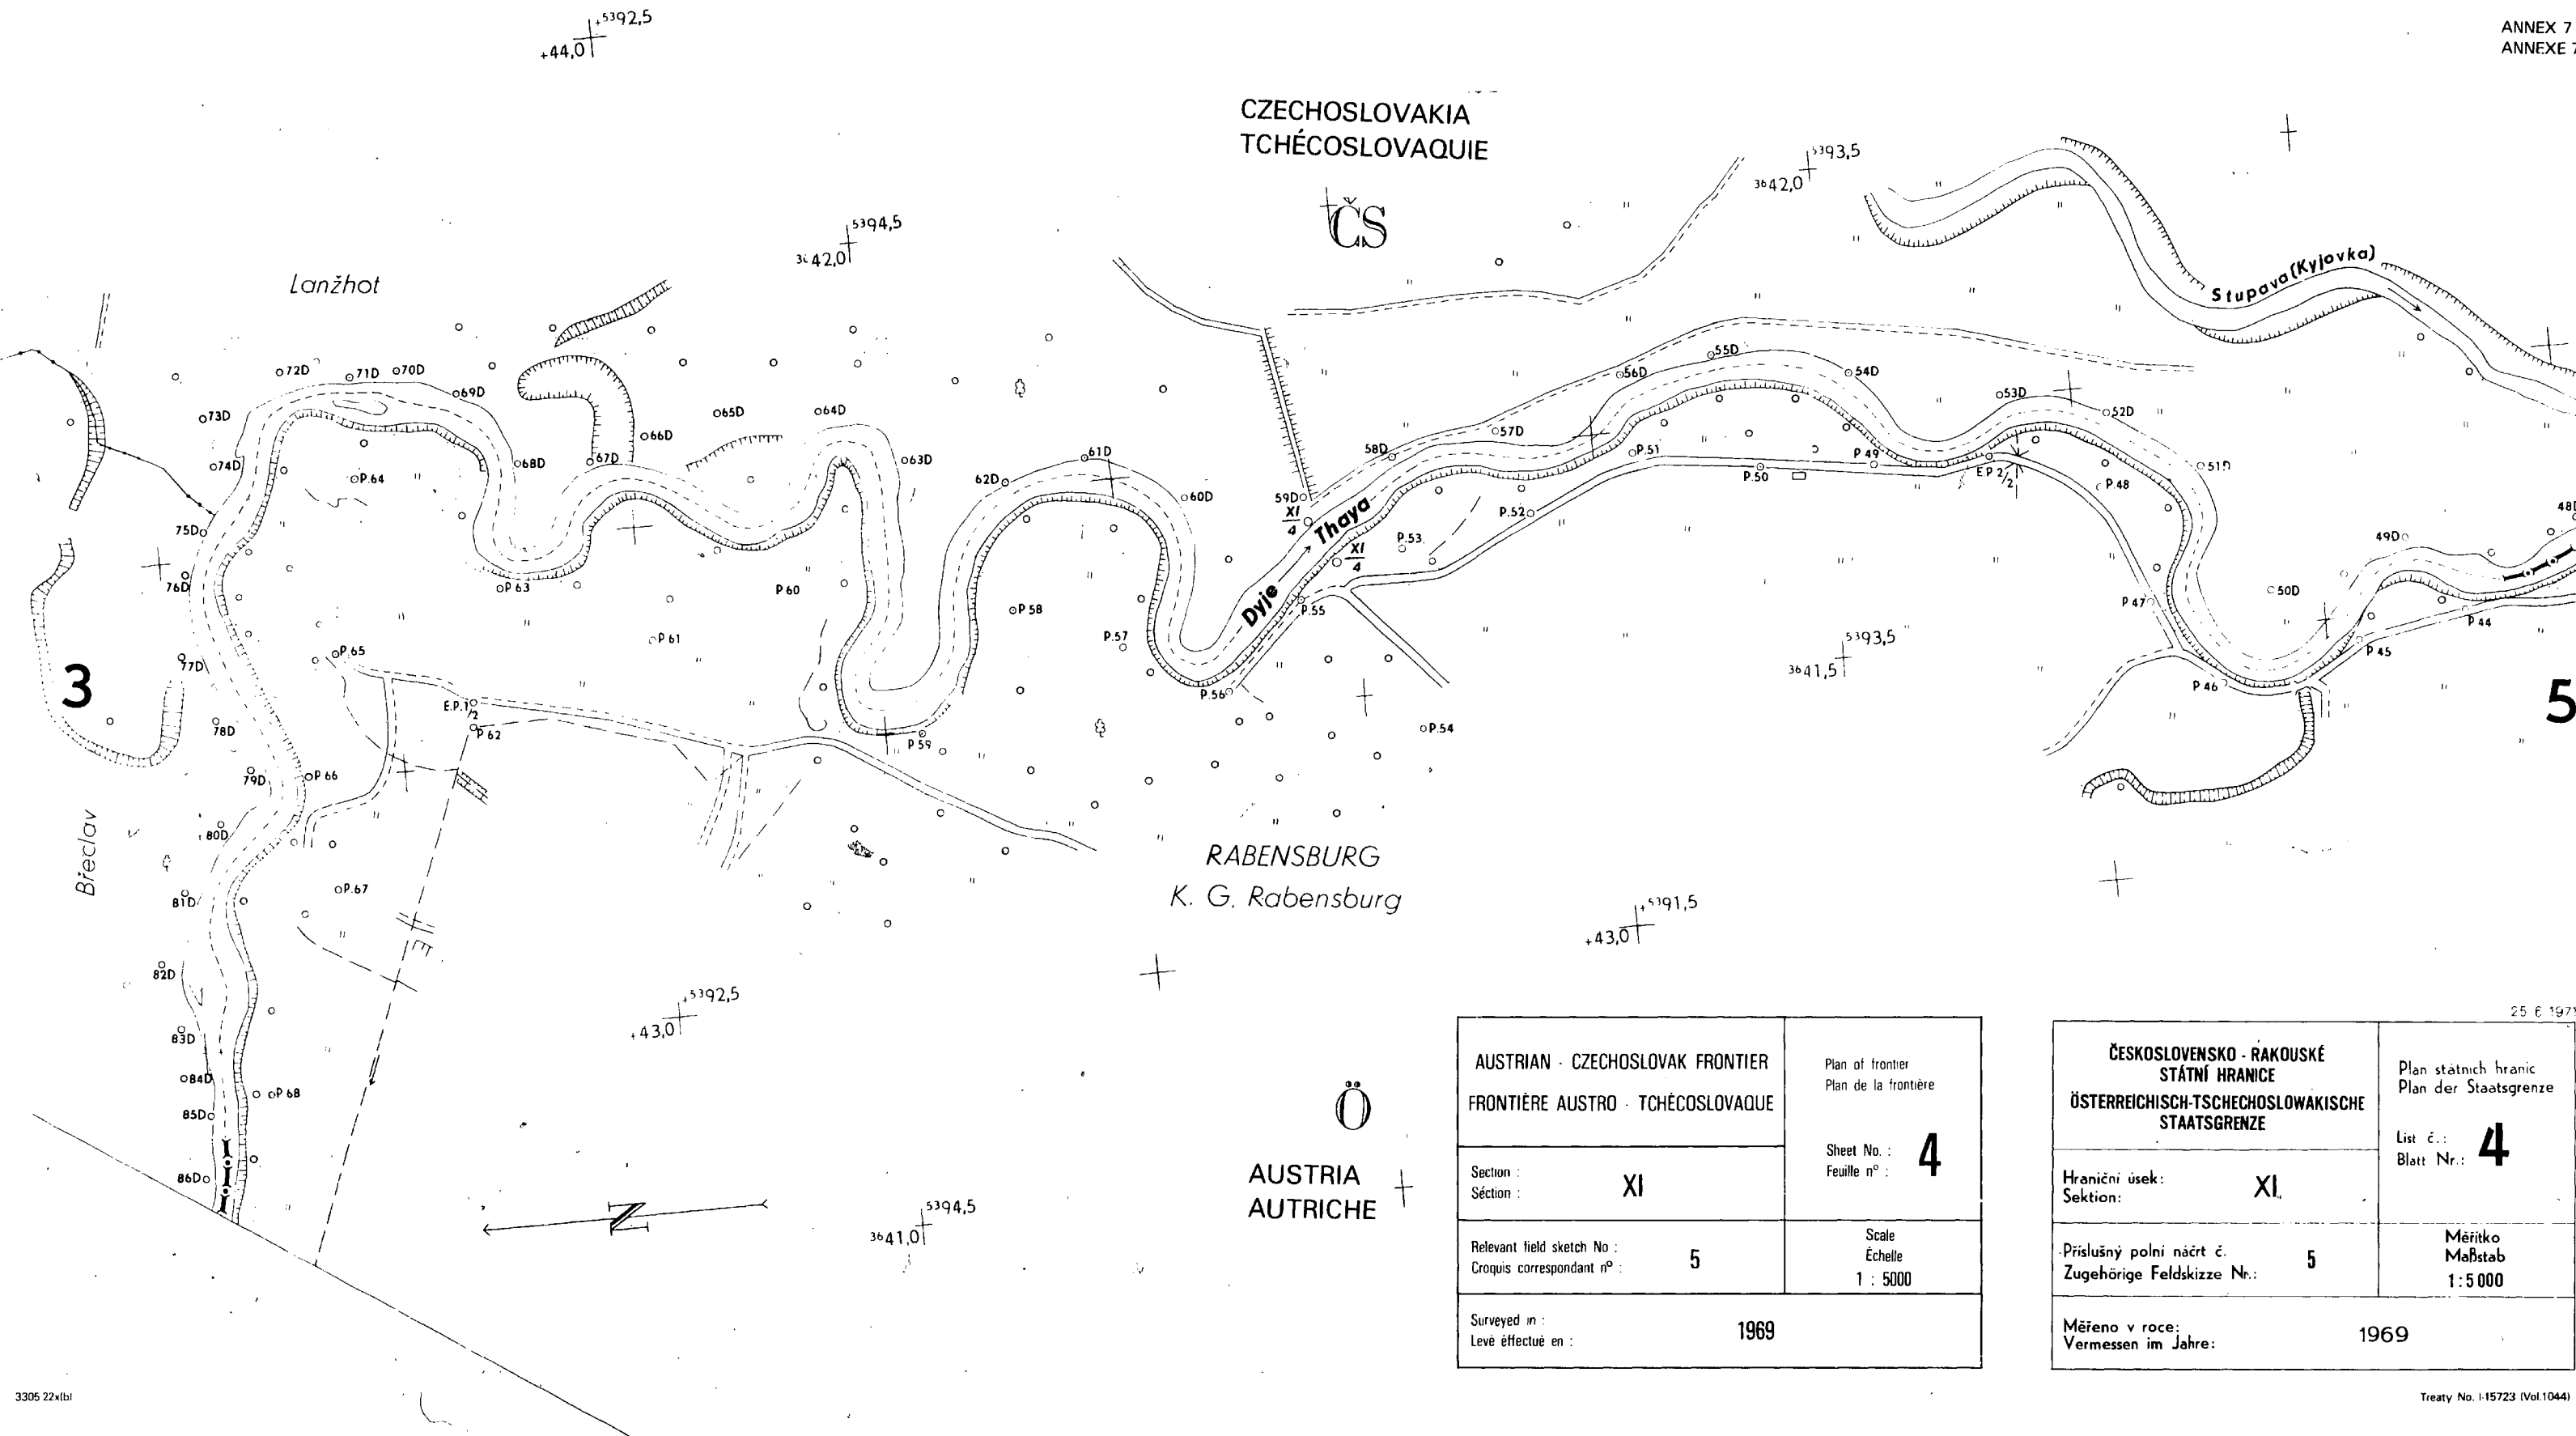 +5392,5
+44,0
ANNEX 7
ANNEXE 7
CZECHOSLOVAKIA
TCHÉCOSLOVAQUIE
ČS
5393,5
3642,0
5394,5
3642,0
Lanžhot
Stupava (Kyjovka)
72D
71D
70D
69D
73D
74D
68D
67D
66D
65D
64D
63D
62D
61D
60D
59D
58D
57D
56D
55D
54D
53D
52D
51D
50D
49D
75D
76D
77D
78D
79D
80D
81D
82D
83D
84D
85D
86D
XI
4
XI
4
Dyje
Thaya
P.64
P 63
P.65
P 61
P 60
E.P.1/2
P 62
P 59
P 58
P.57
P.56
P.55
P.54
P.53
P.52
P.51
P.50
P 49
E.P 2/2
P.48
P 47
P 46
P 45
P 44
P 66
P.67
P 68
5393,5
3641,5
3
5
Břeclav
RABENSBURG
K. G. Rabensburg
+5391,5
+43,0
+5392,5
+43,0
5394,5
3641,0
N
Ö
AUSTRIA
AUTRICHE
AUSTRIAN - CZECHOSLOVAK FRONTIER
FRONTIÈRE AUSTRO - TCHÉCOSLOVAQUE
Plan of frontier
Plan de la frontière
Sheet No. :
Feuille nº :
4
Section :
Séction :
XI
Relevant field sketch No :
Croquis correspondant nº :
5
Scale
Échelle
1 : 5000
Surveyed in :
Levé éffectué en :
1969
ČESKOSLOVENSKO - RAKOUSKÉ
STÁTNÍ HRANICE
ÖSTERREICHISCH-TSCHECHOSLOWAKISCHE
STAATSGRENZE
Plan státních hranic
Plan der Staatsgrenze
List č.:
Blatt Nr.:
4
Hraniční úsek:
Sektion:
XI.
Příslušný polní náčrt č.
Zugehörige Feldskizze Nr.:
5
Měřítko
Maßstab
1:5000
Měřeno v roce:
Vermessen im Jahre:
1969
3305 22x(b)
Treaty No. I-15723 (Vol.1044)